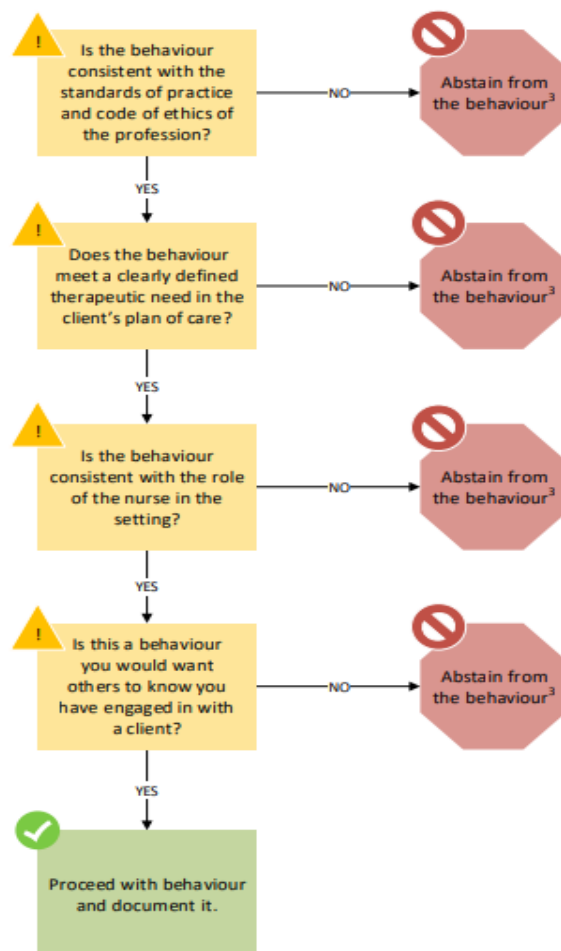 !
Is the behaviour
consistent with the
standards of practice
and code of ethics of
the profession?
NO
Abstain from
the behaviour³
YES
!
Does the behaviour
meet a clearly defined
therapeutic need in the
client's plan of care?
NO
Abstain from
the behaviour³
YES
!
Is the behaviour
consistent with the role
of the nurse in the
setting?
NO
Abstain from
the behaviour³
YES
!
Is this a behaviour
you would want
others to know you
have engaged in with
a client?
NO
Abstain from
the behaviour³
YES
Proceed with behaviour
and document it.